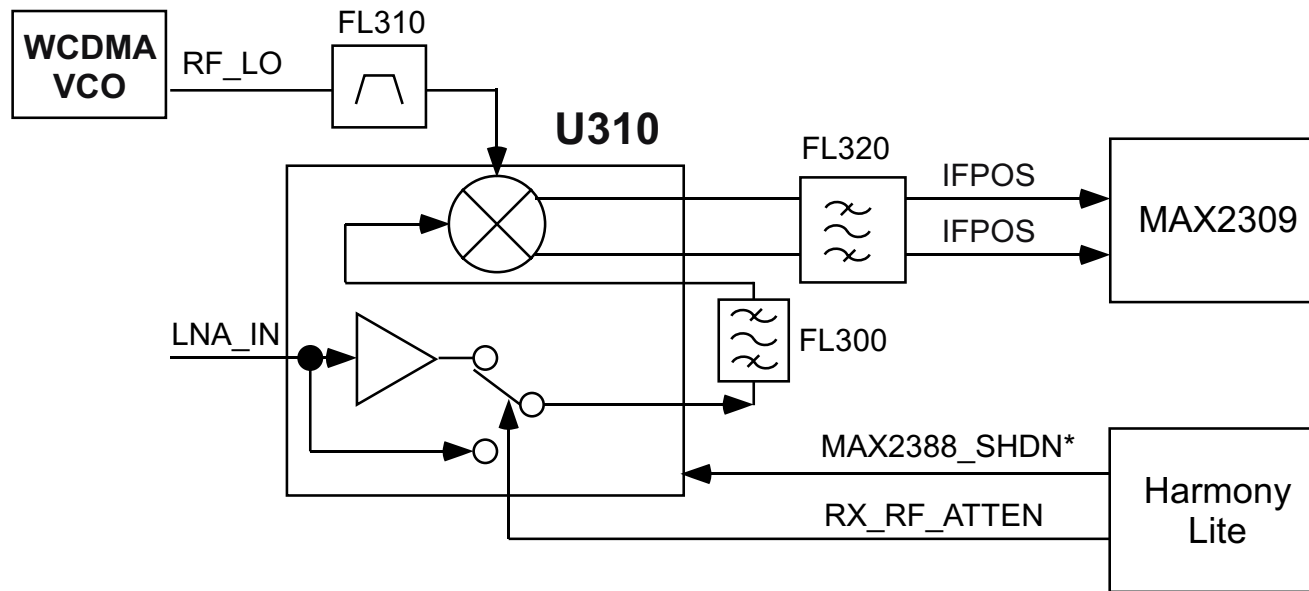 FL310
WCDMA
VCO
RF_LO
U310
FL320
IFPOS
IFPOS
MAX2309
LNA_IN
FL300
MAX2388_SHDN*
RX_RF_ATTEN
Harmony
Lite